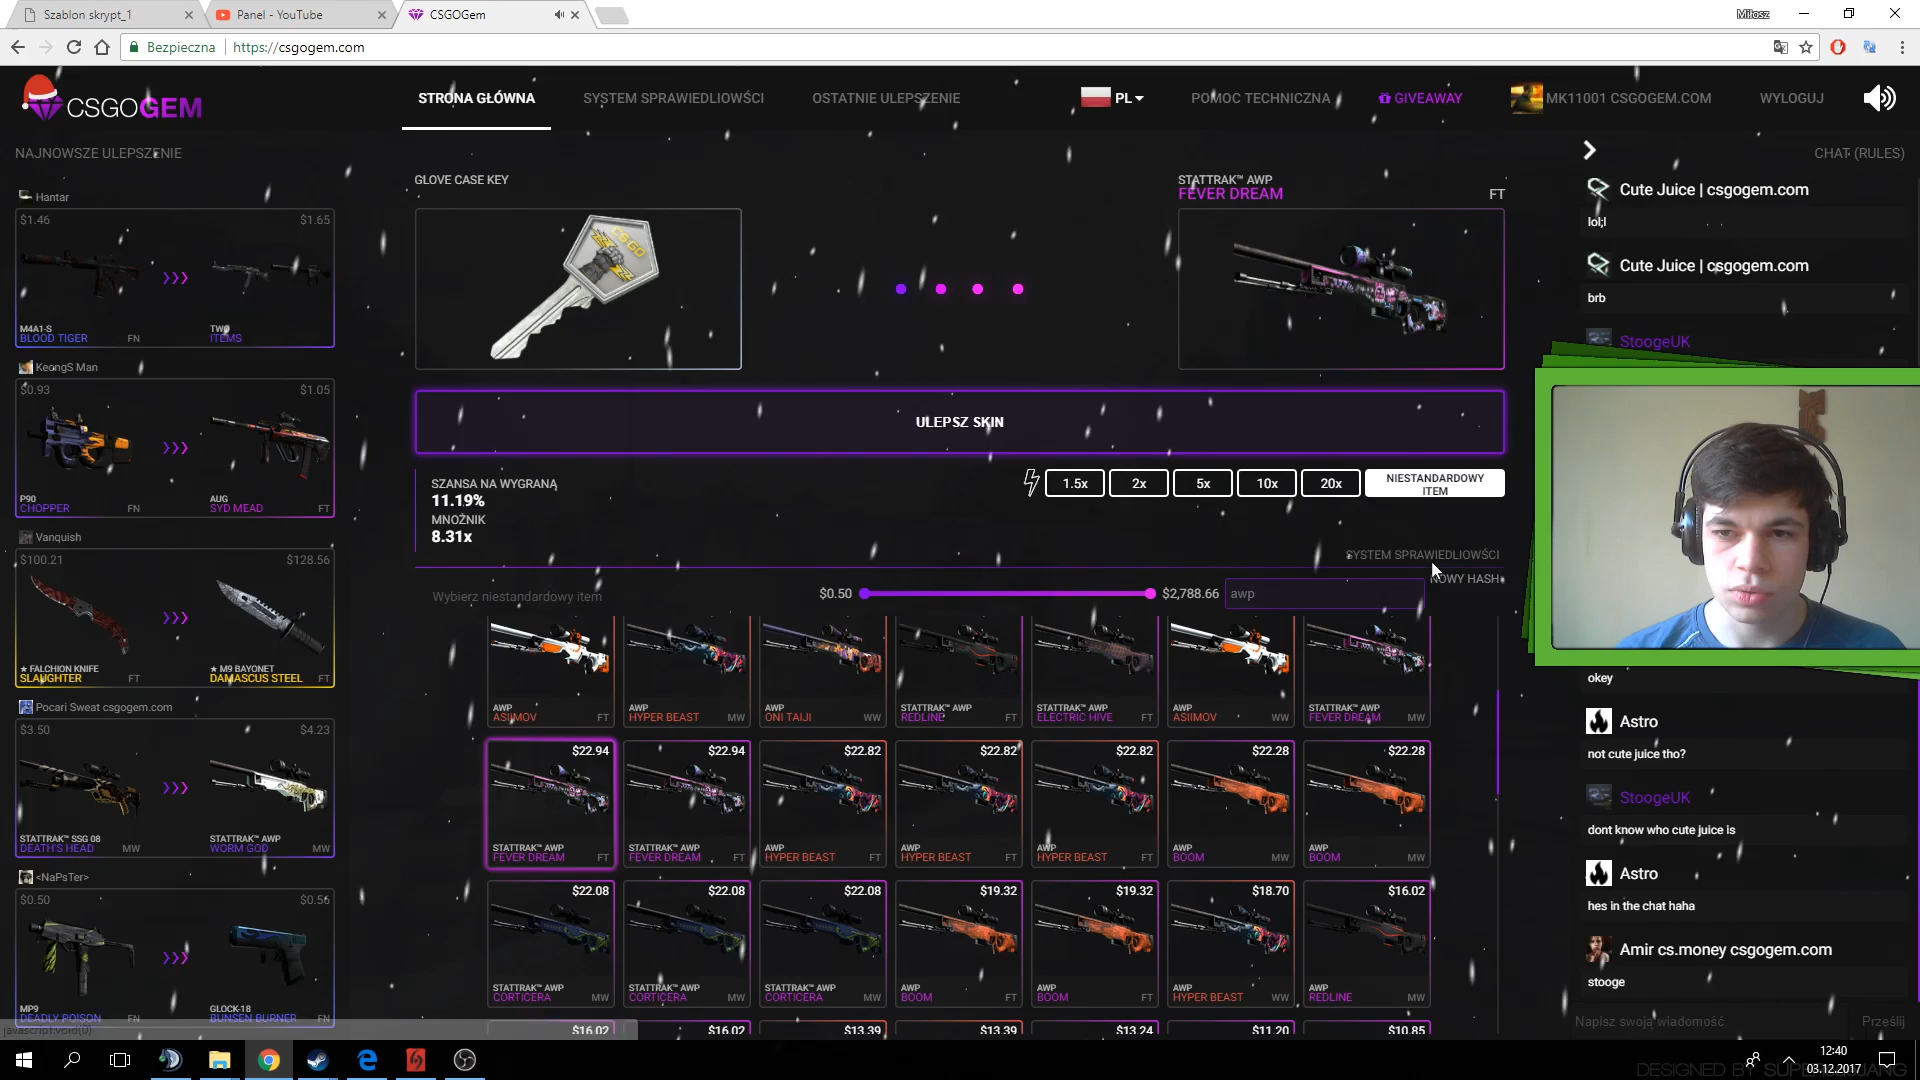 Szablon skrypt_1
Panel - YouTube
CSGOGem
Miłosz
Bezpieczna
https://csgogem.com
CSGOGEM
STRONA GŁÓWNA
SYSTEM SPRAWIEDLIWOŚCI
OSTATNIE ULEPSZENIE
PL
POMOC TECHNICZNA
GIVEAWAY
MK11001 CSGOGEM.COM
WYLOGUJ
NAJNOWSZE ULEPSZENIE
CHAT (RULES)
Hantar
$1.46
$1.65
M4A1-S
BLOOD TIGER
FN
TWO
ITEMS
KeongS Man
$0.93
$1.05
P90
CHOPPER
FN
AUG
SYD MEAD
FT
Vanquish
$100.21
$128.56
★ FALCHION KNIFE
SLAUGHTER
FT
★ M9 BAYONET
DAMASCUS STEEL
FT
Pocari Sweat csgogem.com
$3.50
$4.23
STATTRAK™ SSG 08
DEATH'S HEAD
MW
STATTRAK™ AWP
WORM GOD
MW
<NaPsTer>
$0.50
$0.56
MP9
DEADLY POISON
FN
GLOCK-18
BUNSEN BURNER
FN
javascript:void(0)
GLOVE CASE KEY
CS:GO
STATTRAK™ AWP
FEVER DREAM
FT
ULEPSZ SKIN
SZANSA NA WYGRANĄ
11.19%
MNOŻNIK
8.31x
1.5x
2x
5x
10x
20x
NIESTANDARDOWY
ITEM
SYSTEM SPRAWIEDLIWOŚCI
NOWY HASH
Wybierz niestandardowy item
$0.50
$2,788.66
awp
AWP
ASIIMOV
FT
AWP
HYPER BEAST
MW
AWP
ONI TAIJI
WW
STATTRAK™ AWP
REDLINE
FT
STATTRAK™ AWP
ELECTRIC HIVE
FT
AWP
ASIIMOV
WW
STATTRAK™ AWP
FEVER DREAM
MW
$22.94
STATTRAK™ AWP
FEVER DREAM
FT
$22.94
STATTRAK™ AWP
FEVER DREAM
FT
$22.82
AWP
HYPER BEAST
FT
$22.82
AWP
HYPER BEAST
FT
$22.82
AWP
HYPER BEAST
FT
$22.28
AWP
BOOM
MW
$22.28
AWP
BOOM
MW
$22.08
STATTRAK™ AWP
CORTICERA
MW
$22.08
STATTRAK™ AWP
CORTICERA
MW
$22.08
STATTRAK™ AWP
CORTICERA
MW
$19.32
AWP
BOOM
FT
$19.32
AWP
BOOM
FT
$18.70
AWP
HYPER BEAST
WW
$16.02
AWP
REDLINE
MW
$16.02
$16.02
$13.39
$13.39
$13.24
$11.20
$10.85
Cute Juice | csgogem.com
lol;l
Cute Juice | csgogem.com
brb
StoogeUK
okey
Astro
not cute juice tho?
StoogeUK
dont know who cute juice is
Astro
hes in the chat haha
Amir cs.money csgogem.com
stooge
Napisz swoją wiadomość
Prześlij
12:40
03.12.2017